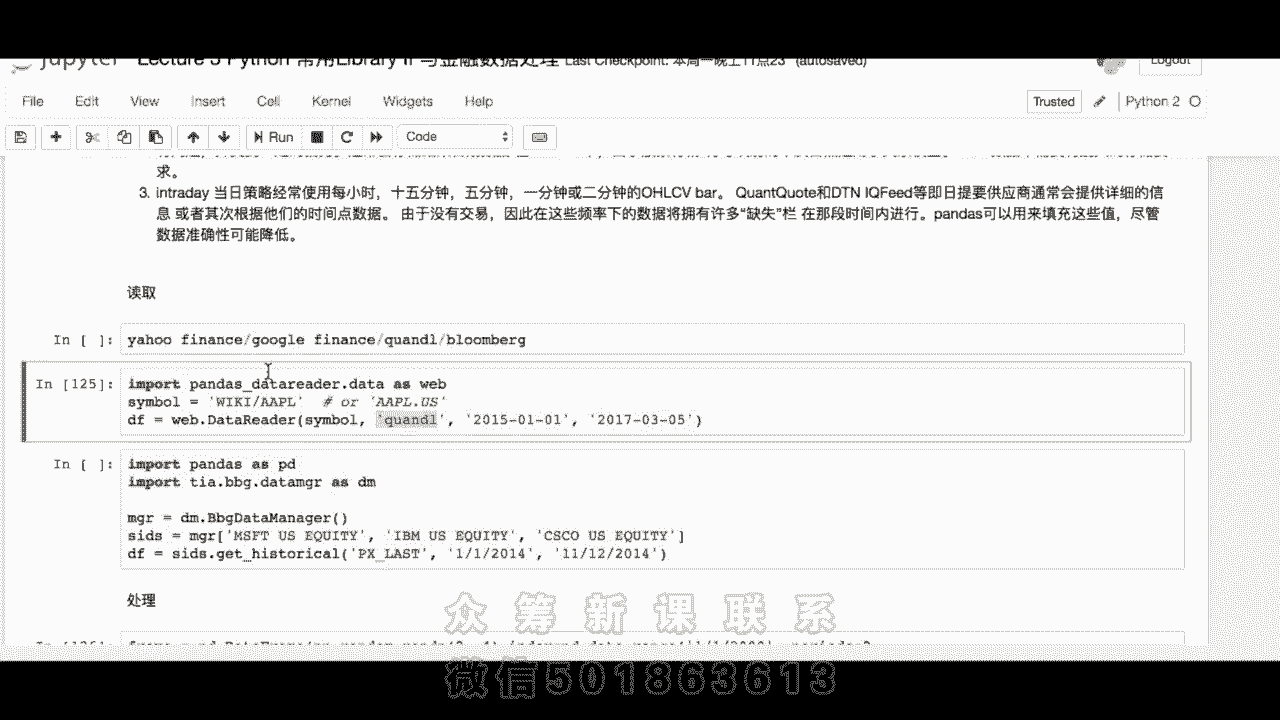 jupyter Lecture 3 Python 常用Library II 与金融数据处理 Last Checkpoint: 本周一晚上11点23 (autosaved)
Logout
File Edit View Insert Cell Kernel Widgets Help
Trusted Python 2
Run Code
求。
3. intraday 当日策略经常使用每小时，十五分钟，五分钟，一分钟或二分钟的OHLCV bar。 QuantQuote和DTN IQFeed等即日提要供应商通常会提供详细的信
息 或者其次根据他们的时间点数据。 由于没有交易，因此在这些频率下的数据将拥有许多“缺失”栏 在那段时间内进行。pandas可以用来填充这些值，尽管
数据准确性可能降低。
读取
In [ ]: yahoo finance/google finance/quandl/bloomberg
In [125]: import pandas_datareader.data as web
symbol = 'WIKI/AAPL' # or 'AAPL.US'
df = web.DataReader(symbol, 'quandl', '2015-01-01', '2017-03-05')
In [ ]: import pandas as pd
import tia.bbg.datamgr as dm
mgr = dm.BbgDataManager()
sids = mgr['MSFT US EQUITY', 'IBM US EQUITY', 'CSCO US EQUITY']
df = sids.get_historical('PX_LAST', '1/1/2014', '11/12/2014')
处理
众筹新课联系
微信501863613